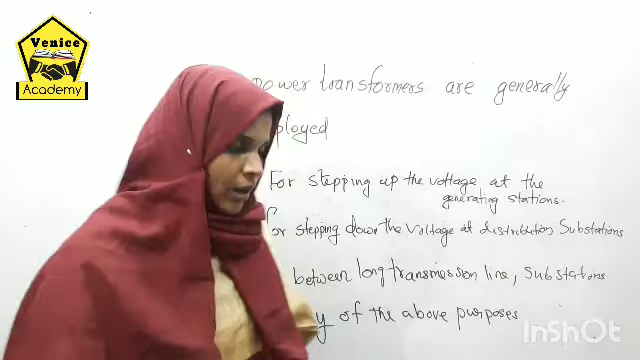 Venice
Academy
power transformers are generally
ployed
For stepping up the voltage at the
generating stations.
For stepping down the voltage at distribution Substations
between long transmission line, Substations
y of the above purposes
InShOt